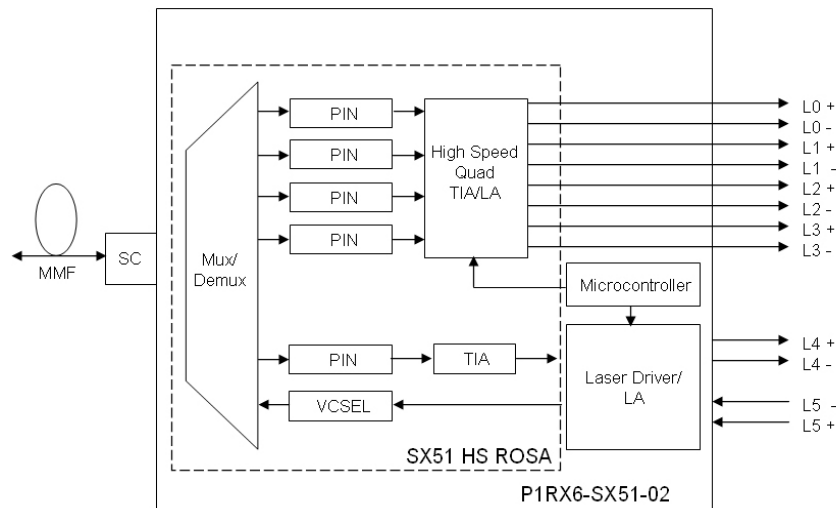 PIN
PIN
PIN
PIN
High Speed
Quad
TIA/LA
L0 +
L0 -
L1 +
L1 -
L2 +
L2 -
L3 +
L3 -
MMF
SC
Mux/
Demux
Microcontroller
PIN
TIA
VCSEL
Laser Driver/
LA
L4 +
L4 -
L5 -
L5 +
SX51 HS ROSA
P1RX6-SX51-02